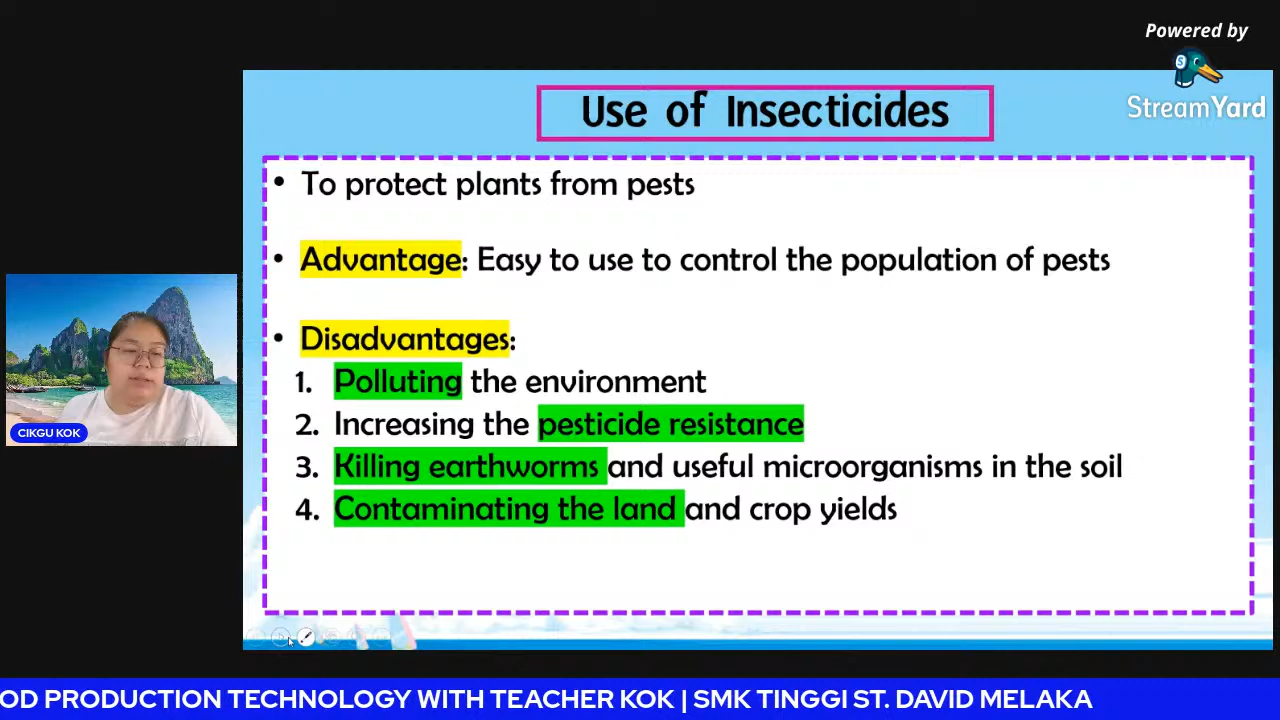 Powered by
StreamYard
Use of Insecticides
• To protect plants from pests
• Advantage: Easy to use to control the population of pests
• Disadvantages:
1. Polluting the environment
2. Increasing the pesticide resistance
3. Killing earthworms and useful microorganisms in the soil
4. Contaminating the land and crop yields
CIKGU KOK
OD PRODUCTION TECHNOLOGY WITH TEACHER KOK | SMK TINGGI ST. DAVID MELAKA